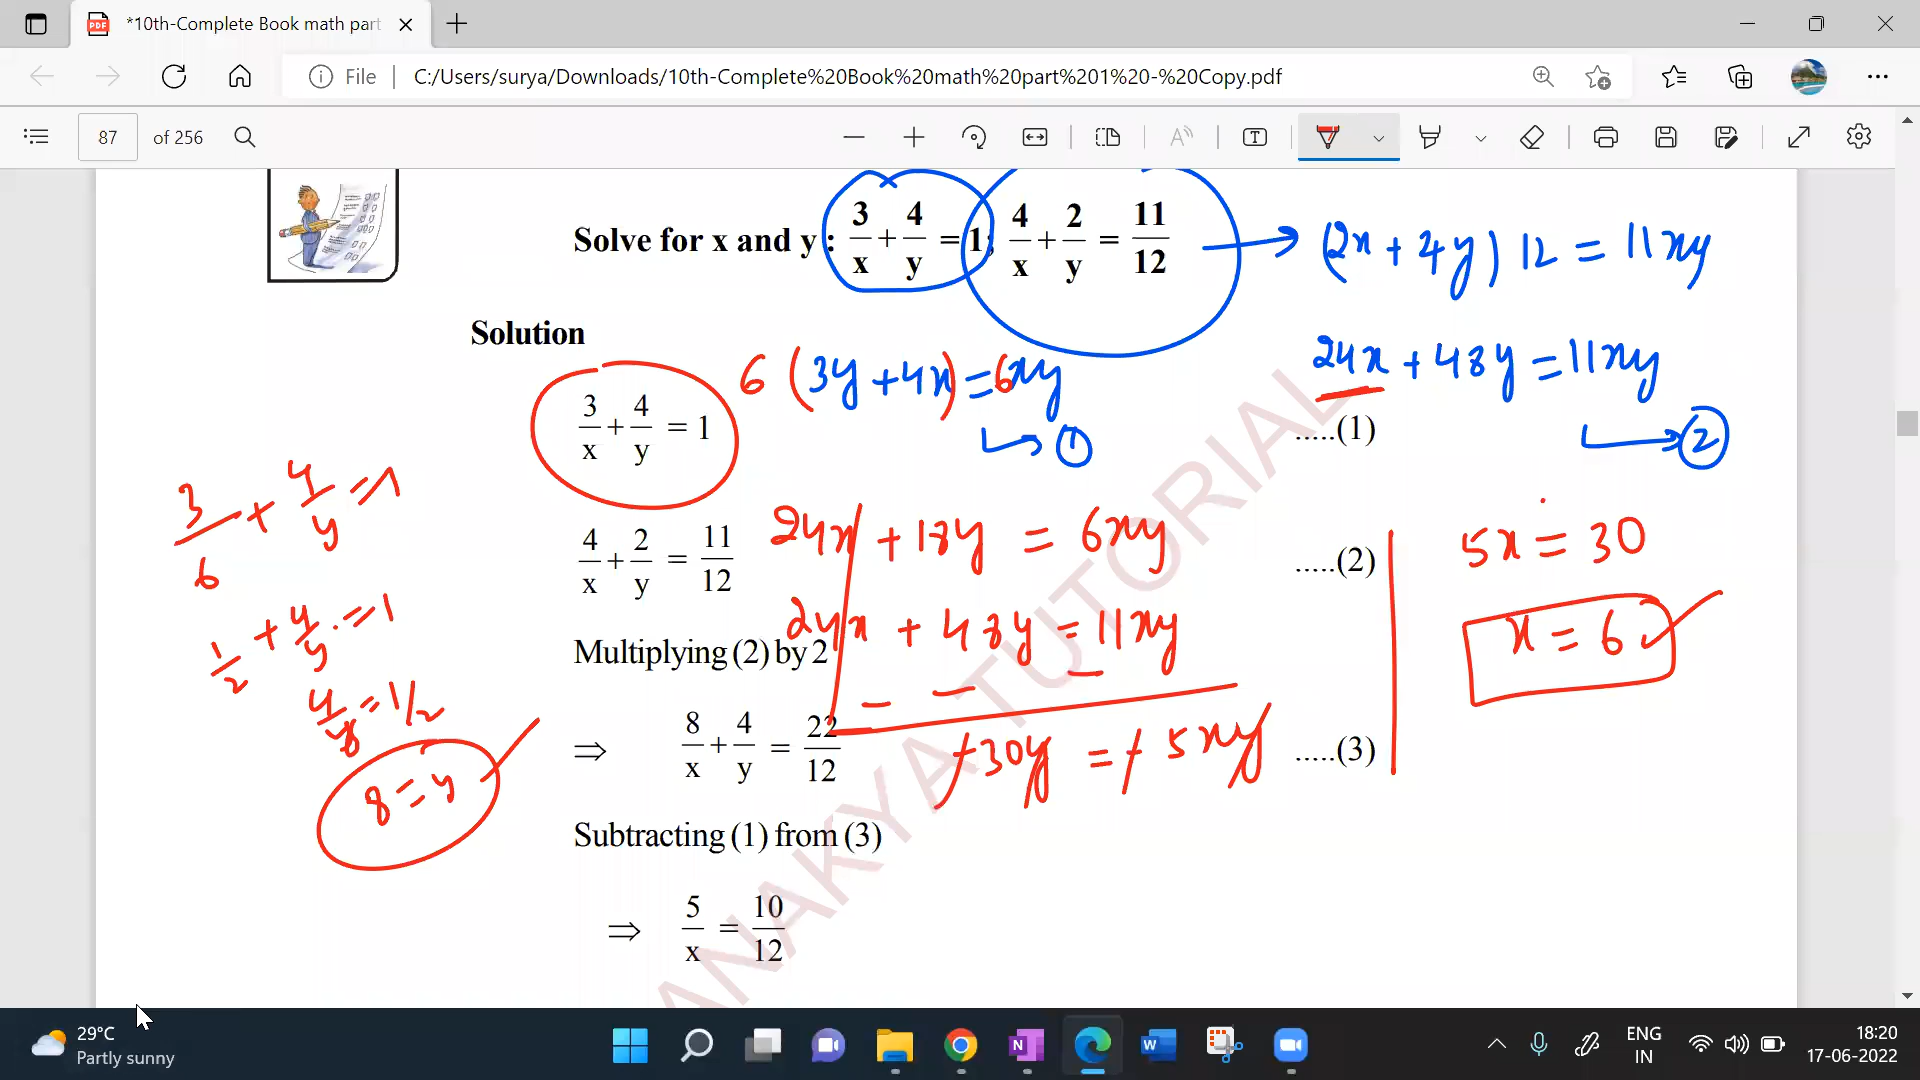 *10th-Complete Book math part
File | C:/Users/surya/Downloads/10th-Complete%20Book%20math%20part%201%20-%20Copy.pdf
87 of 256
Solve for x and y : 3/x + 4/y = 1; 4/x + 2/y = 11/12
(2x + 4y) 12 = 11xy
Solution
6 (3y + 4x) = 6xy
24x + 48y = 11xy
3/x + 4/y = 1 .....(1)
1
2
3/6 + 4/y = 1
24x + 18y = 6xy
5x = 30
4/x + 2/y = 11/12 .....(2)
1/2 + 4/y = 1
24x + 48y = 11xy
x = 6
Multiplying (2) by 2
4/y = 1/2
⇒ 8/x + 4/y = 22/12 .....(3)
-30y = -5xy
8 = y
Subtracting (1) from (3)
⇒ 5/x = 10/12
ANAKYA TUTORIAL
29°C
Partly sunny
ENG
IN
18:20
17-06-2022